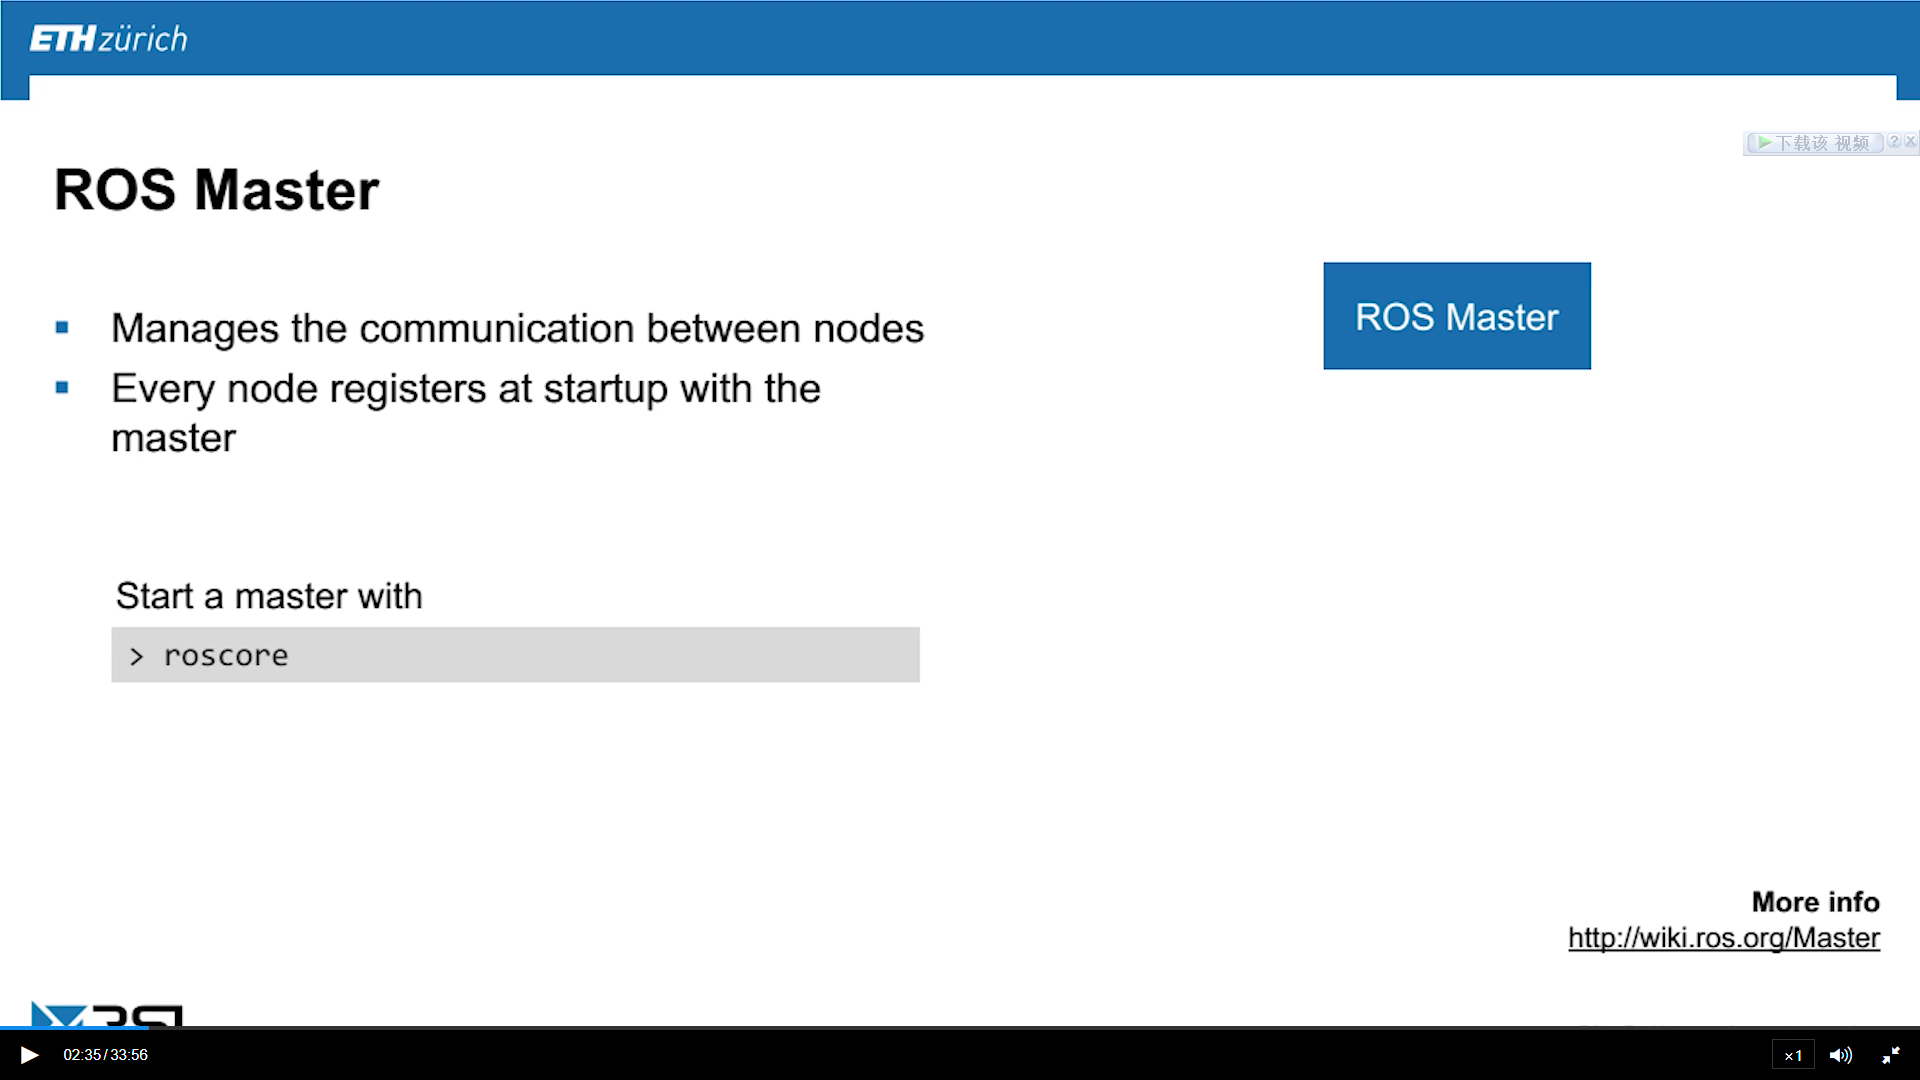 ETHzürich
下载该 视频
ROS Master
ROS Master
Manages the communication between nodes
Every node registers at startup with the
master
Start a master with
> roscore
More info
http://wiki.ros.org/Master
RSL
02:35/33:56
×1